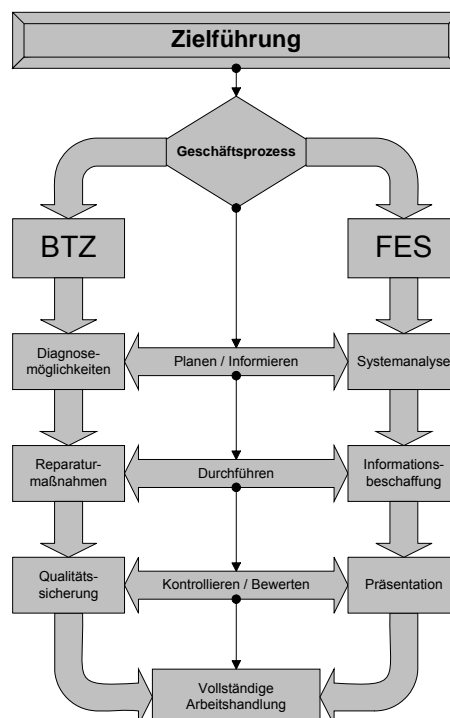 Zielführung
Geschäftsprozess
BTZ
FES
Diagnose-
möglichkeiten
Planen / Informieren
Systemanalyse
Reparatur-
maßnahmen
Durchführen
Informations-
beschaffung
Qualitäts-
sicherung
Kontrollieren / Bewerten
Präsentation
Vollständige
Arbeitshandlung